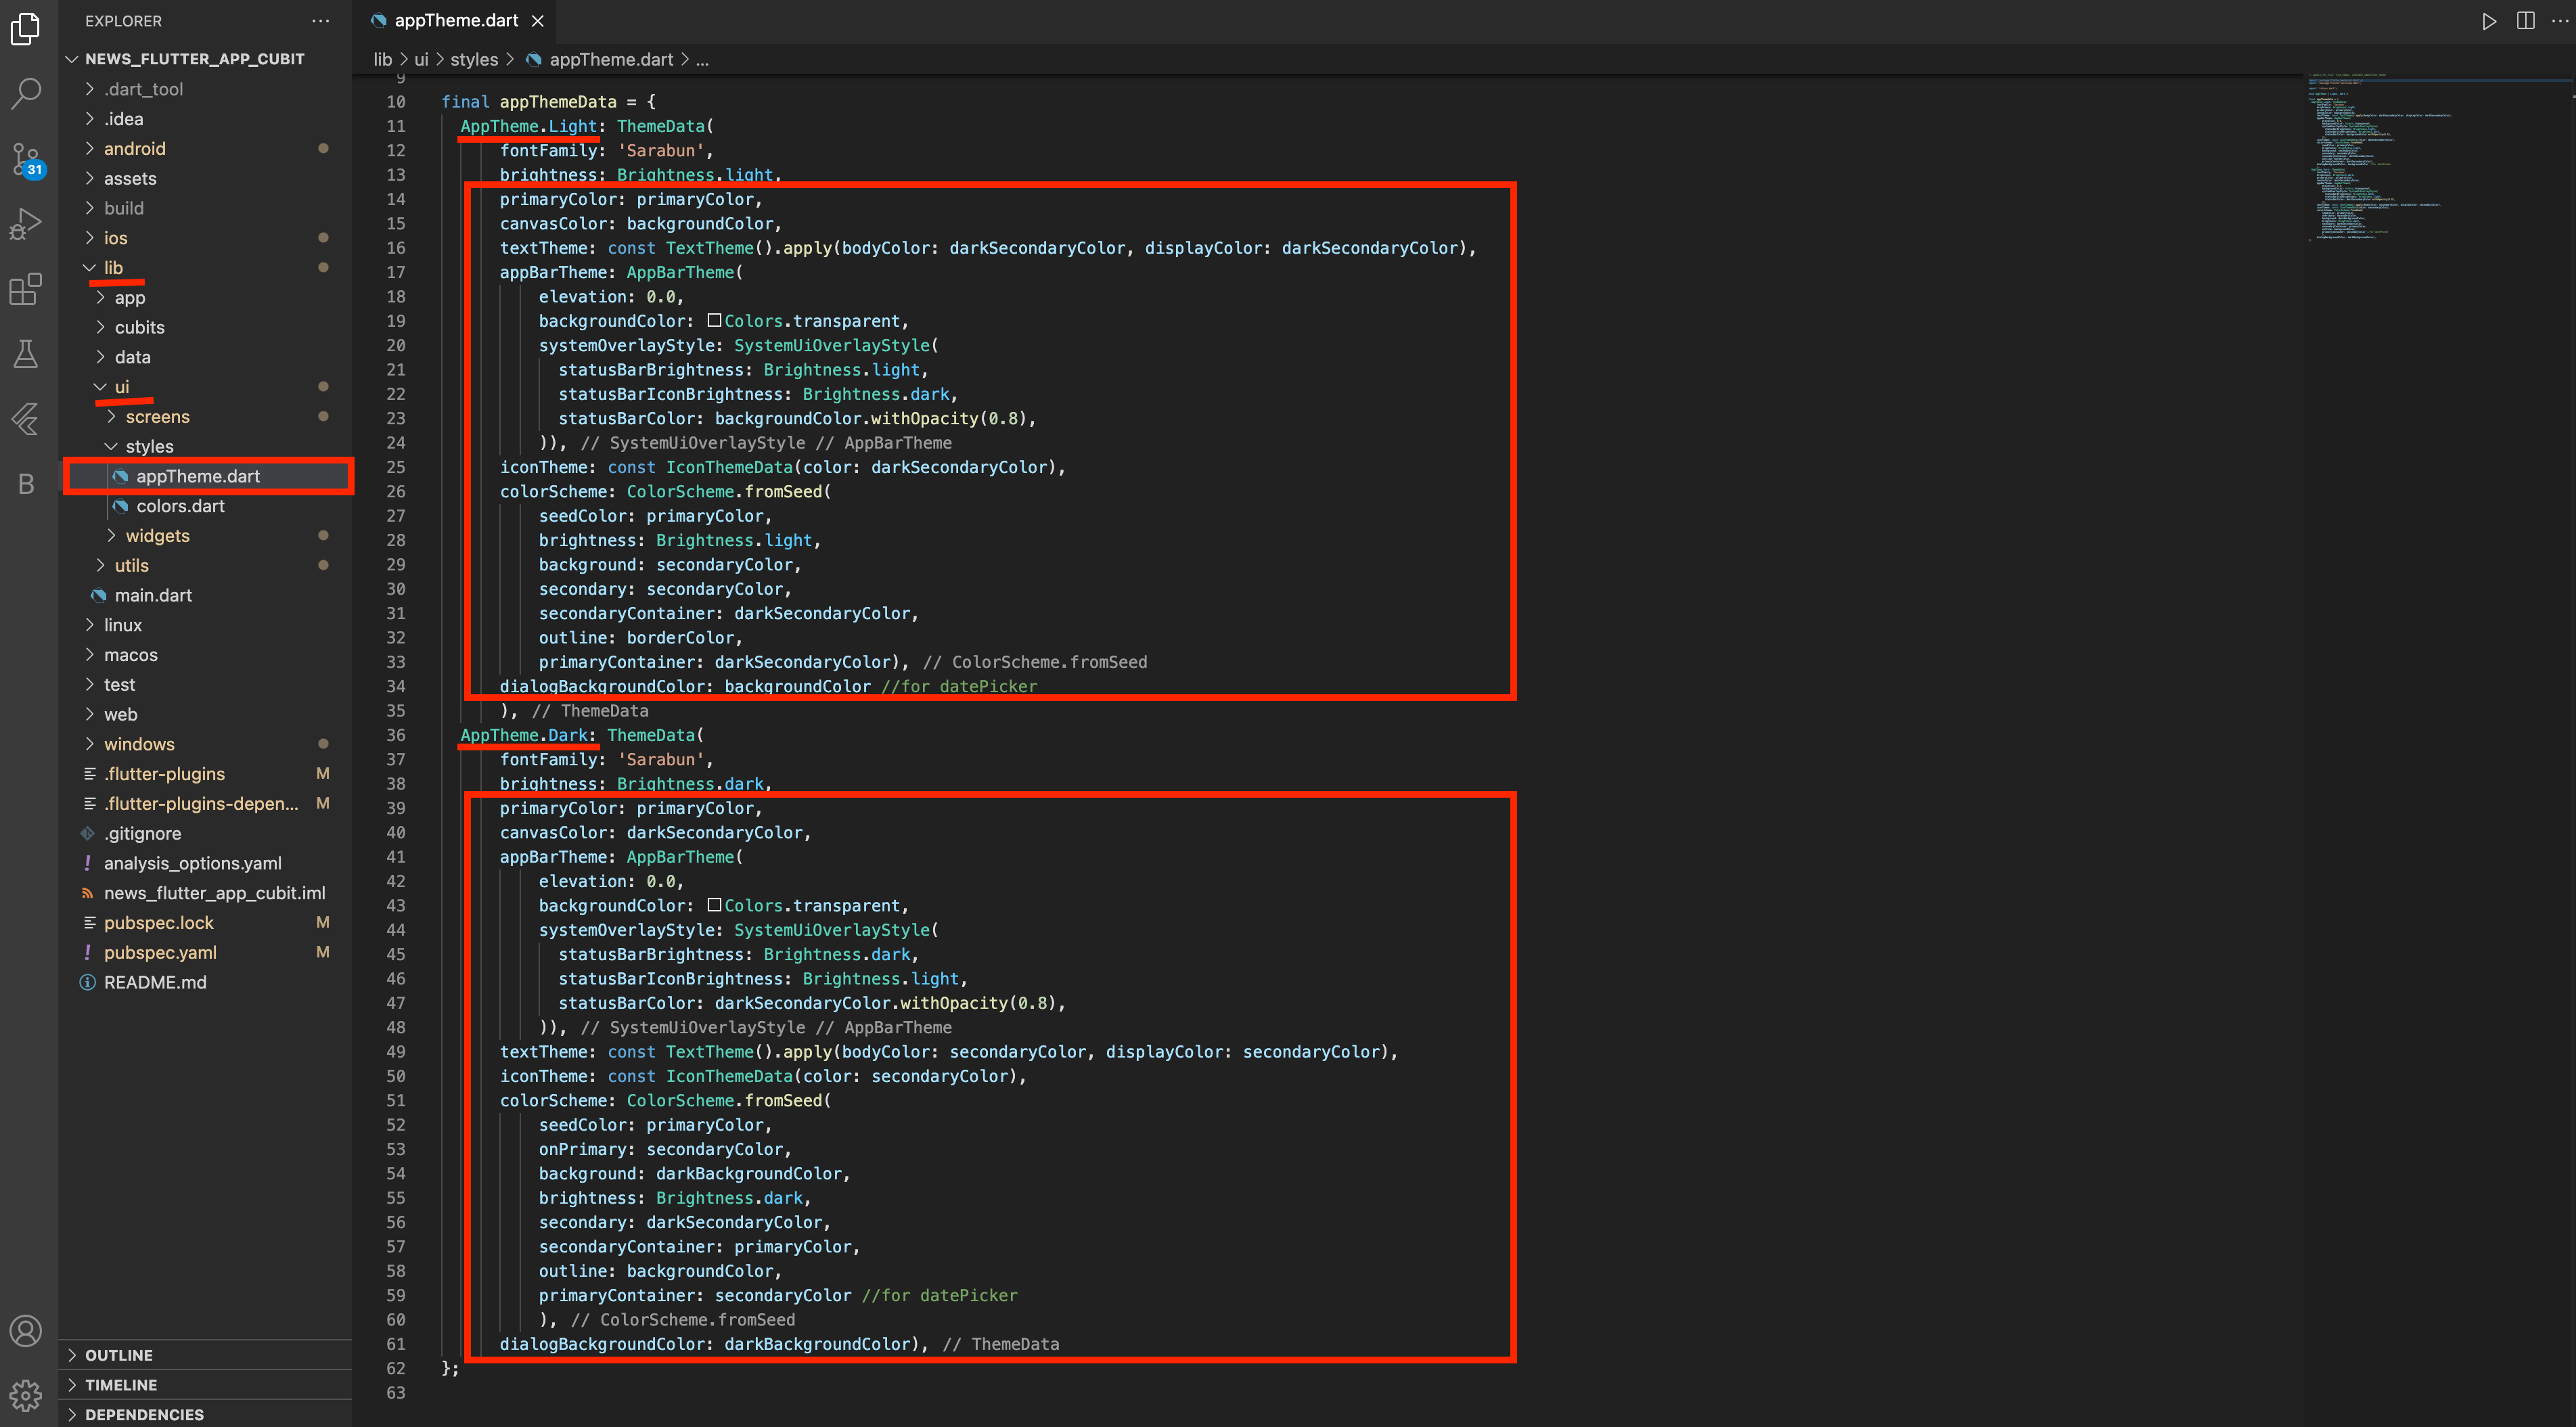 EXPLORER
NEWS_FLUTTER_APP_CUBIT
.dart_tool
.idea
android
assets
build
ios
lib
app
cubits
data
ui
screens
styles
appTheme.dart
colors.dart
widgets
utils
main.dart
linux
macos
test
web
windows
.flutter-plugins M
.flutter-plugins-depen... M
.gitignore
analysis_options.yaml
news_flutter_app_cubit.iml
pubspec.lock M
pubspec.yaml M
README.md
OUTLINE
TIMELINE
DEPENDENCIES
31
B
appTheme.dart
lib > ui > styles > appTheme.dart > ...
9
10 final appThemeData = {
11 AppTheme.Light: ThemeData(
12 fontFamily: 'Sarabun',
13 brightness: Brightness.light,
14 primaryColor: primaryColor,
15 canvasColor: backgroundColor,
16 textTheme: const TextTheme().apply(bodyColor: darkSecondaryColor, displayColor: darkSecondaryColor),
17 appBarTheme: AppBarTheme(
18 elevation: 0.0,
19 backgroundColor: Colors.transparent,
20 systemOverlayStyle: SystemUiOverlayStyle(
21 statusBarBrightness: Brightness.light,
22 statusBarIconBrightness: Brightness.dark,
23 statusBarColor: backgroundColor.withOpacity(0.8),
24 )), // SystemUiOverlayStyle // AppBarTheme
25 iconTheme: const IconThemeData(color: darkSecondaryColor),
26 colorScheme: ColorScheme.fromSeed(
27 seedColor: primaryColor,
28 brightness: Brightness.light,
29 background: secondaryColor,
30 secondary: secondaryColor,
31 secondaryContainer: darkSecondaryColor,
32 outline: borderColor,
33 primaryContainer: darkSecondaryColor), // ColorScheme.fromSeed
34 dialogBackgroundColor: backgroundColor //for datePicker
35 ), // ThemeData
36 AppTheme.Dark: ThemeData(
37 fontFamily: 'Sarabun',
38 brightness: Brightness.dark,
39 primaryColor: primaryColor,
40 canvasColor: darkSecondaryColor,
41 appBarTheme: AppBarTheme(
42 elevation: 0.0,
43 backgroundColor: Colors.transparent,
44 systemOverlayStyle: SystemUiOverlayStyle(
45 statusBarBrightness: Brightness.dark,
46 statusBarIconBrightness: Brightness.light,
47 statusBarColor: darkSecondaryColor.withOpacity(0.8),
48 )), // SystemUiOverlayStyle // AppBarTheme
49 textTheme: const TextTheme().apply(bodyColor: secondaryColor, displayColor: secondaryColor),
50 iconTheme: const IconThemeData(color: secondaryColor),
51 colorScheme: ColorScheme.fromSeed(
52 seedColor: primaryColor,
53 onPrimary: secondaryColor,
54 background: darkBackgroundColor,
55 brightness: Brightness.dark,
56 secondary: darkSecondaryColor,
57 secondaryContainer: primaryColor,
58 outline: backgroundColor,
59 primaryContainer: secondaryColor //for datePicker
60 ), // ColorScheme.fromSeed
61 dialogBackgroundColor: darkBackgroundColor), // ThemeData
62 };
63